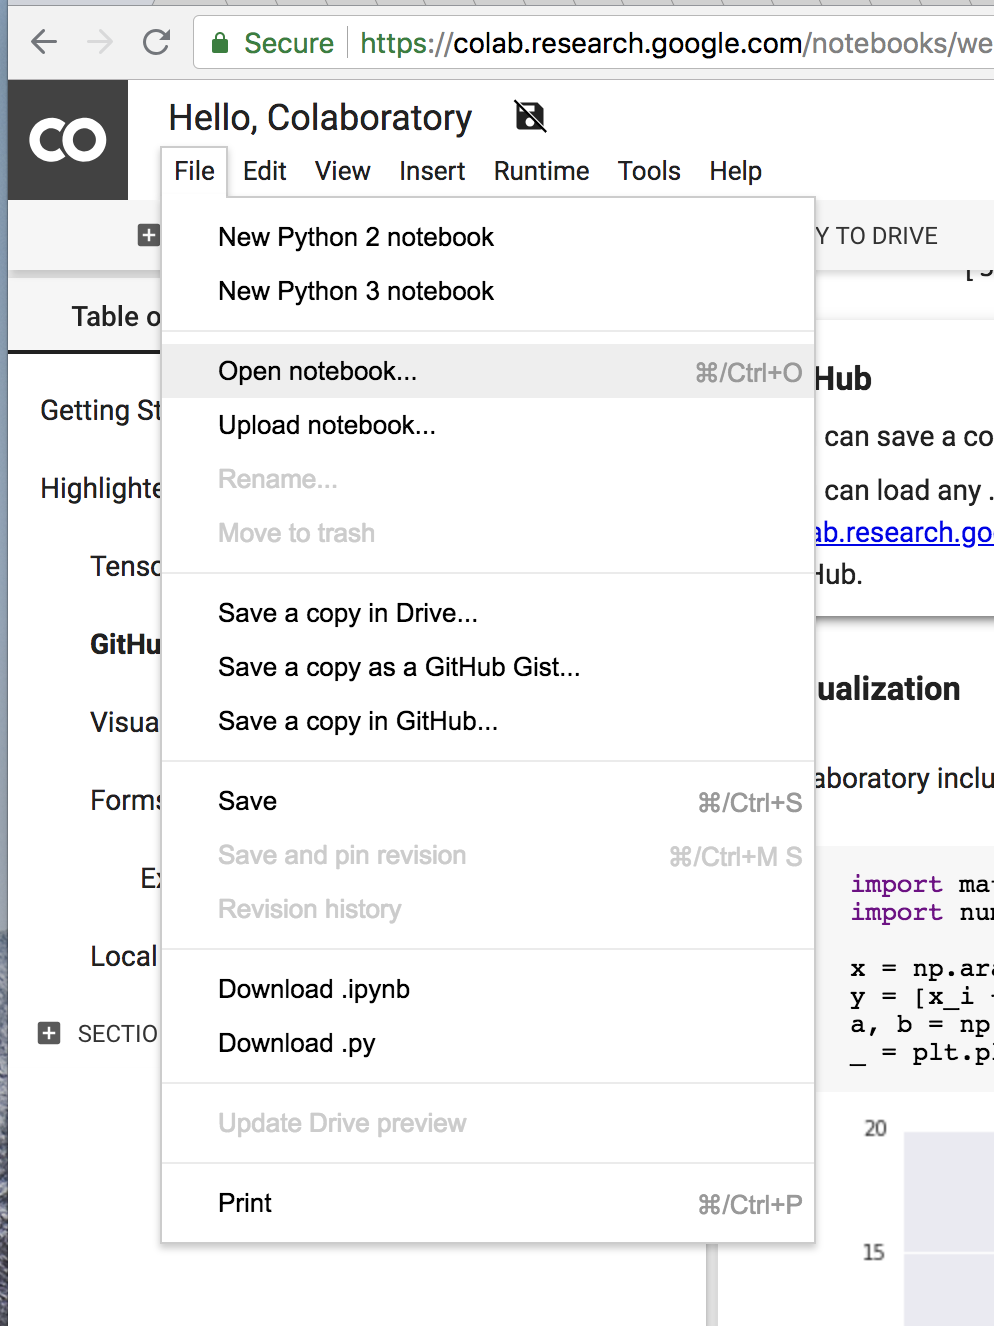 Secure https://colab.research.google.com/notebooks/we
CO
Hello, Colaboratory
File Edit View Insert Runtime Tools Help
Y TO DRIVE
New Python 2 notebook
New Python 3 notebook
Open notebook... ⌘/Ctrl+O
Upload notebook...
Rename...
Move to trash
Save a copy in Drive...
Save a copy as a GitHub Gist...
Save a copy in GitHub...
Save ⌘/Ctrl+S
Save and pin revision ⌘/Ctrl+M S
Revision history
Download .ipynb
Download .py
Update Drive preview
Print ⌘/Ctrl+P
Table o
Getting St
Highlighte
Tenso
GitHu
Visua
Forms
Ex
Local
SECTIO
Hub
can save a co
can load any .
ab.research.go
Hub.
ualization
aboratory inclu
import mat
import num
x = np.ara
y = [x_i
a, b = np
_ = plt.pl
20
15